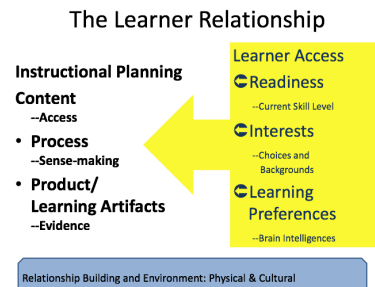 The Learner Relationship
Instructional Planning
Content
--Access
• Process
--Sense-making
• Product/
Learning Artifacts
--Evidence
Learner Access
Readiness
--Current Skill Level
Interests
--Choices and
Backgrounds
Learning
Preferences
--Brain Intelligences
Relationship Building and Environment: Physical & Cultural